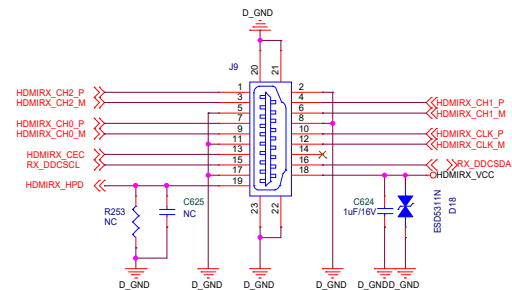 D_GND
J9
20 21
HDMIRX_CH2_P 1 2
HDMIRX_CH2_M 3 4 HDMIRX_CH1_P
5 6 HDMIRX_CH1_M
HDMIRX_CH0_P 7 8
HDMIRX_CH0_M 9 10 HDMIRX_CLK_P
11 12 HDMIRX_CLK_M
HDMIRX_CEC 13 14
RX_DDCSCL 15 16 RX_DDCSDA
17 18 HDMIRX_VCC
HDMIRX_HPD 19
R253
NC
C625
NC
23 22
C624
1uF/16V
ESD5311N
D18
D_GND D_GND D_GND D_GND D_GND D_GND